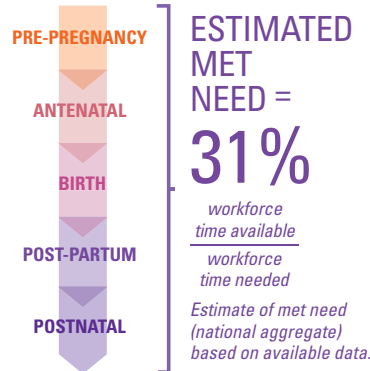 PRE-PREGNANCY
ANTENATAL
BIRTH
POST-PARTUM
POSTNATAL
ESTIMATED
MET
NEED =
31%
workforce
time available
workforce
time needed
Estimate of met need
(national aggregate)
based on available data.